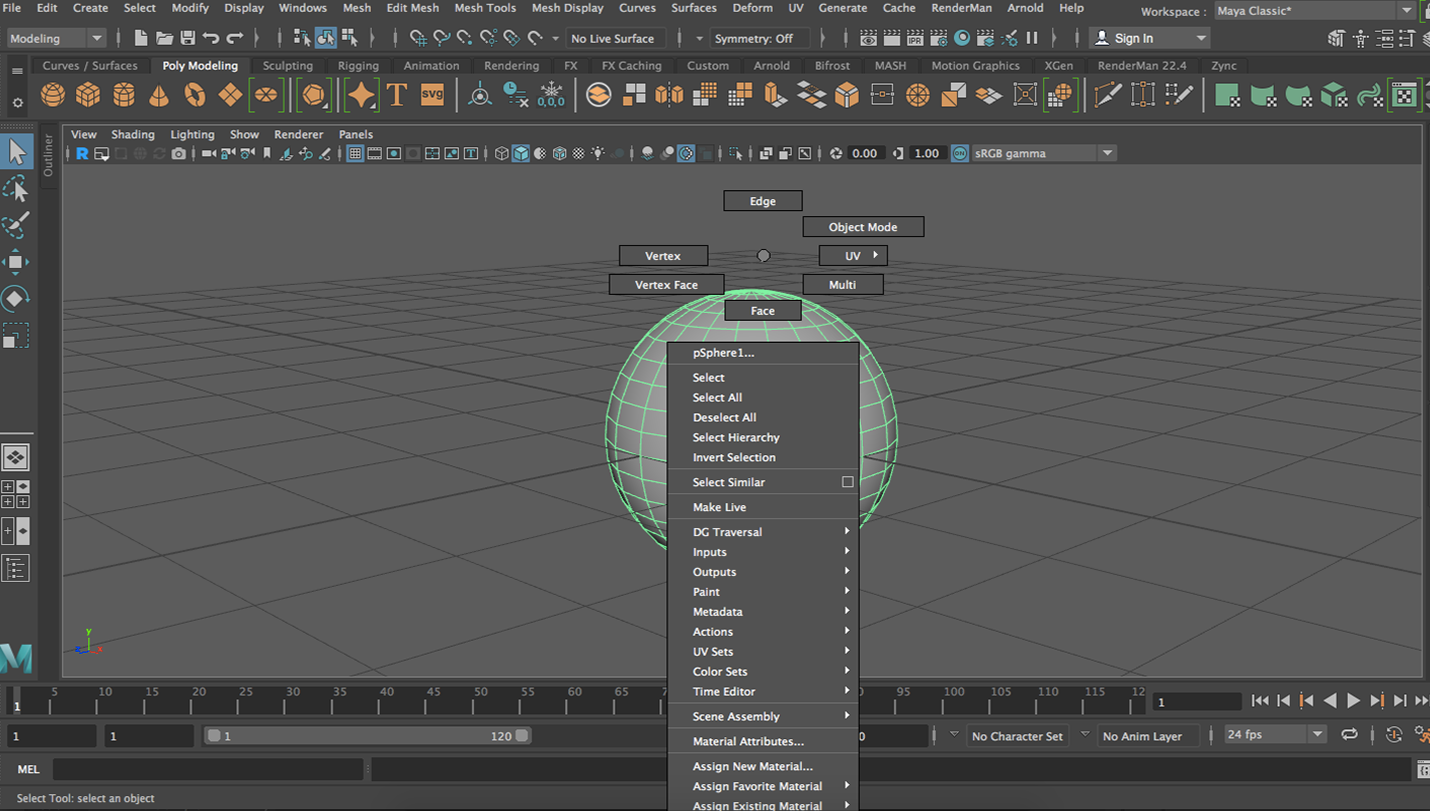 File Edit Create Select Modify Display Windows Mesh Edit Mesh Mesh Tools Mesh Display Curves Surfaces Deform UV Generate Cache RenderMan Arnold Help Workspace : Maya Classic*
Modeling No Live Surface Symmetry: Off IPR Sign In
Curves / Surfaces Poly Modeling Sculpting Rigging Animation Rendering FX FX Caching Custom Arnold Bifrost MASH Motion Graphics XGen RenderMan 22.4 Zync
T SVG 0,0,0
View Shading Lighting Show Renderer Panels
R 0.00 1.00 ON sRGB gamma
Outliner
Edge
Object Mode
Vertex UV
Vertex Face Multi
Face
pSphere1...
Select
Select All
Deselect All
Select Hierarchy
Invert Selection
Select Similar
Make Live
DG Traversal
Inputs
Outputs
Paint
Metadata
Actions
UV Sets
Color Sets
Time Editor
Scene Assembly
Material Attributes...
Assign New Material...
Assign Favorite Material
Assign Existing Material
y
z x
M
5 10 15 20 25 30 35 40 45 50 55 60 65 7 90 95 100 105 110 115 12
1 1
1 1 1 120 0 No Character Set No Anim Layer 24 fps
MEL
Select Tool: select an object